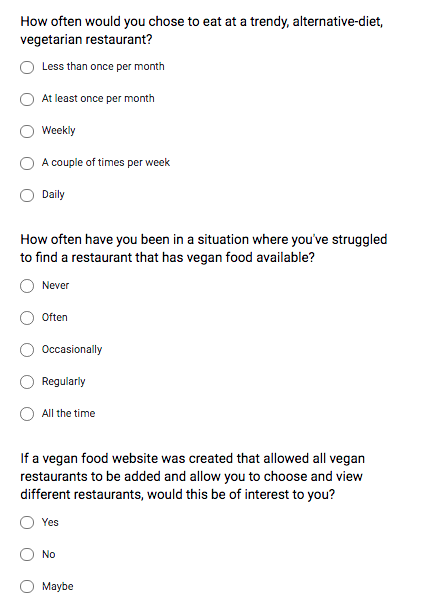 How often would you chose to eat at a trendy, alternative-diet,
vegetarian restaurant?
Less than once per month
At least once per month
Weekly
A couple of times per week
Daily
How often have you been in a situation where you've struggled
to find a restaurant that has vegan food available?
Never
Often
Occasionally
Regularly
All the time
If a vegan food website was created that allowed all vegan
restaurants to be added and allow you to choose and view
different restaurants, would this be of interest to you?
Yes
No
Maybe